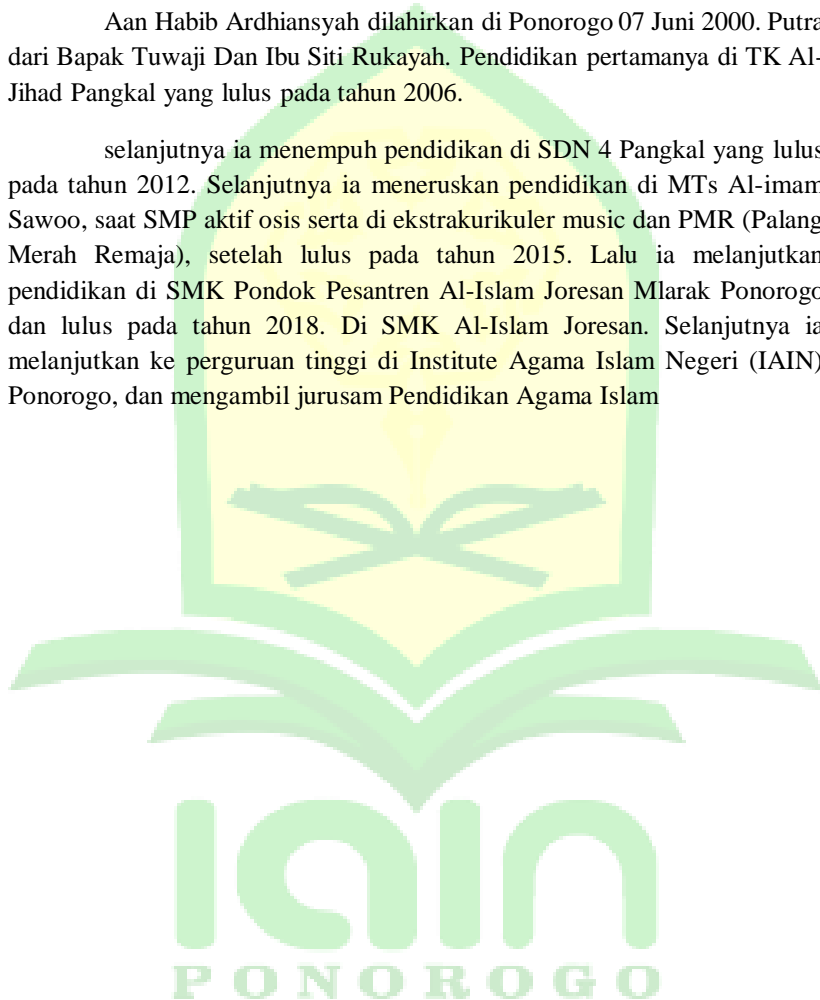 Aan Habib Ardhiansyah dilahirkan di Ponorogo 07 Juni 2000. Putra
dari Bapak Tuwaji Dan Ibu Siti Rukayah. Pendidikan pertamanya di TK Al-
Jihad Pangkal yang lulus pada tahun 2006.
selanjutnya ia menempuh pendidikan di SDN 4 Pangkal yang lulus
pada tahun 2012. Selanjutnya ia meneruskan pendidikan di MTs Al-imam
Sawoo, saat SMP aktif osis serta di ekstrakurikuler music dan PMR (Palang
Merah Remaja), setelah lulus pada tahun 2015. Lalu ia melanjutkan
pendidikan di SMK Pondok Pesantren Al-Islam Joresan Mlarak Ponorogo
dan lulus pada tahun 2018. Di SMK Al-Islam Joresan. Selanjutnya ia
melanjutkan ke perguruan tinggi di Institute Agama Islam Negeri (IAIN)
Ponorogo, dan mengambil jurusam Pendidikan Agama Islam
iain
PONOROGO